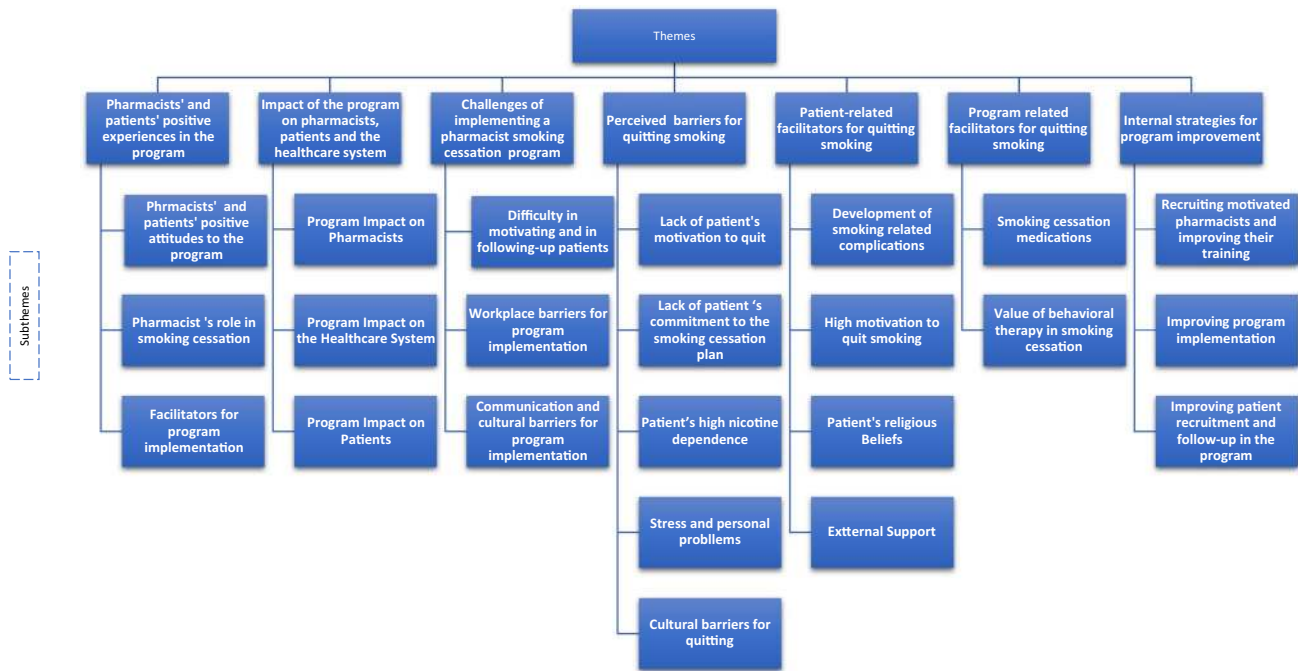 Themes
Pharmacists' and
patients' positive
experiences in the
program
Impact of the program
on pharmacists,
patients and the
healthcare system
Challenges of
implementing a
pharmacist smoking
cessation program
Perceived barriers for
quitting smoking
Patient-related
facilitators for quitting
smoking
Program related
facilitators for quitting
smoking
Internal strategies for
program improvement
Subthemes
Phrmacists' and
patients' positive
attitudes to the
program
Pharmacist 's role in
smoking cessation
Facilitators for
program
implementation
Program Impact on
Pharmacists
Program Impact on
the Healthcare System
Program Impact on
Patients
Difficulty in
motivating and in
following-up patients
Workplace barriers for
program
implementation
Communication and
cultural barriers for
program
implementation
Lack of patient's
motivation to quit
Lack of patient 's
commitment to the
smoking cessation
plan
Patient's high nicotine
dependence
Stress and personal
probllems
Cultural barriers for
quitting
Development of
smoking related
complications
High motivation to
quit smoking
Patient's religious
Beliefs
Extternal Support
Smoking cessation
medications
Value of behavioral
therapy in smoking
cessation
Recruiting motivated
pharmacists and
improving their
training
Improving program
implementation
Improving patient
recruitment and
follow-up in the
program